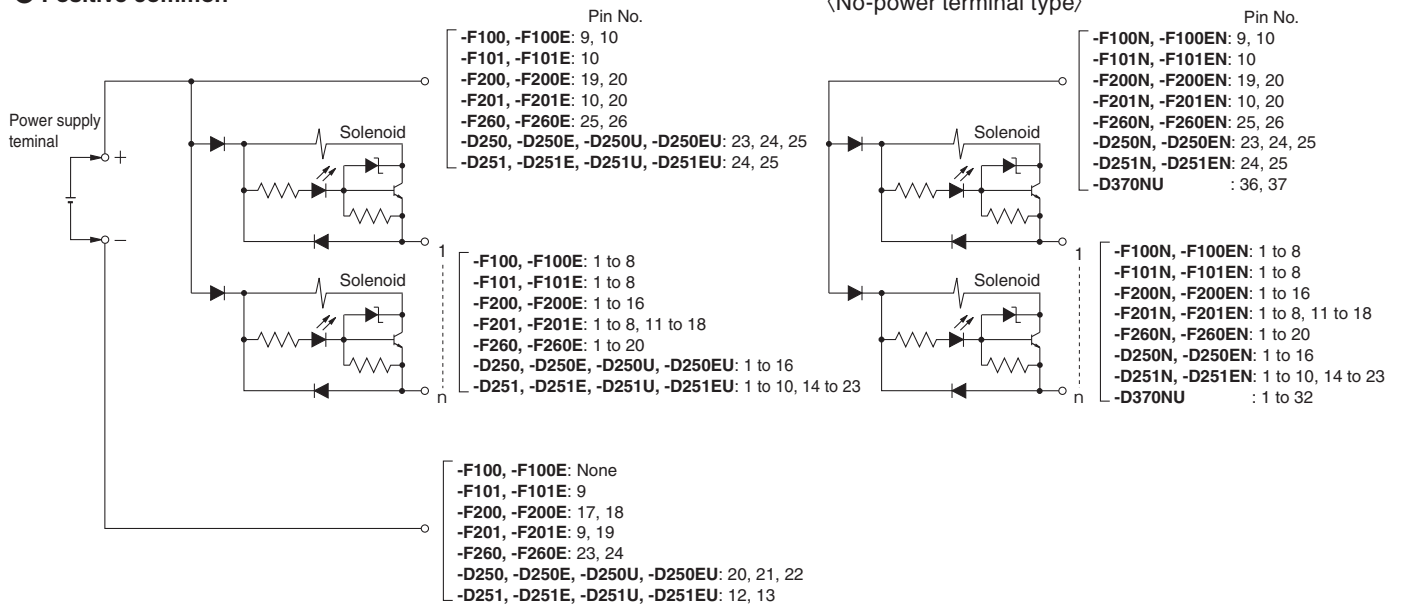 Positive common
〈No-power terminal type〉
Pin No.
-F100, -F100E: 9, 10
-F101, -F101E: 10
-F200, -F200E: 19, 20
-F201, -F201E: 10, 20
-F260, -F260E: 25, 26
-D250, -D250E, -D250U, -D250EU: 23, 24, 25
-D251, -D251E, -D251U, -D251EU: 24, 25
Power supply
teminal
+
−
Solenoid
1
Solenoid
n
-F100, -F100E: 1 to 8
-F101, -F101E: 1 to 8
-F200, -F200E: 1 to 16
-F201, -F201E: 1 to 8, 11 to 18
-F260, -F260E: 1 to 20
-D250, -D250E, -D250U, -D250EU: 1 to 16
-D251, -D251E, -D251U, -D251EU: 1 to 10, 14 to 23
-F100, -F100E: None
-F101, -F101E: 9
-F200, -F200E: 17, 18
-F201, -F201E: 9, 19
-F260, -F260E: 23, 24
-D250, -D250E, -D250U, -D250EU: 20, 21, 22
-D251, -D251E, -D251U, -D251EU: 12, 13
Pin No.
-F100N, -F100EN: 9, 10
-F101N, -F101EN: 10
-F200N, -F200EN: 19, 20
-F201N, -F201EN: 10, 20
-F260N, -F260EN: 25, 26
-D250N, -D250EN: 23, 24, 25
-D251N, -D251EN: 24, 25
-D370NU : 36, 37
Solenoid
1
Solenoid
n
-F100N, -F100EN: 1 to 8
-F101N, -F101EN: 1 to 8
-F200N, -F200EN: 1 to 16
-F201N, -F201EN: 1 to 8, 11 to 18
-F260N, -F260EN: 1 to 20
-D250N, -D250EN: 1 to 16
-D251N, -D251EN: 1 to 10, 14 to 23
-D370NU : 1 to 32